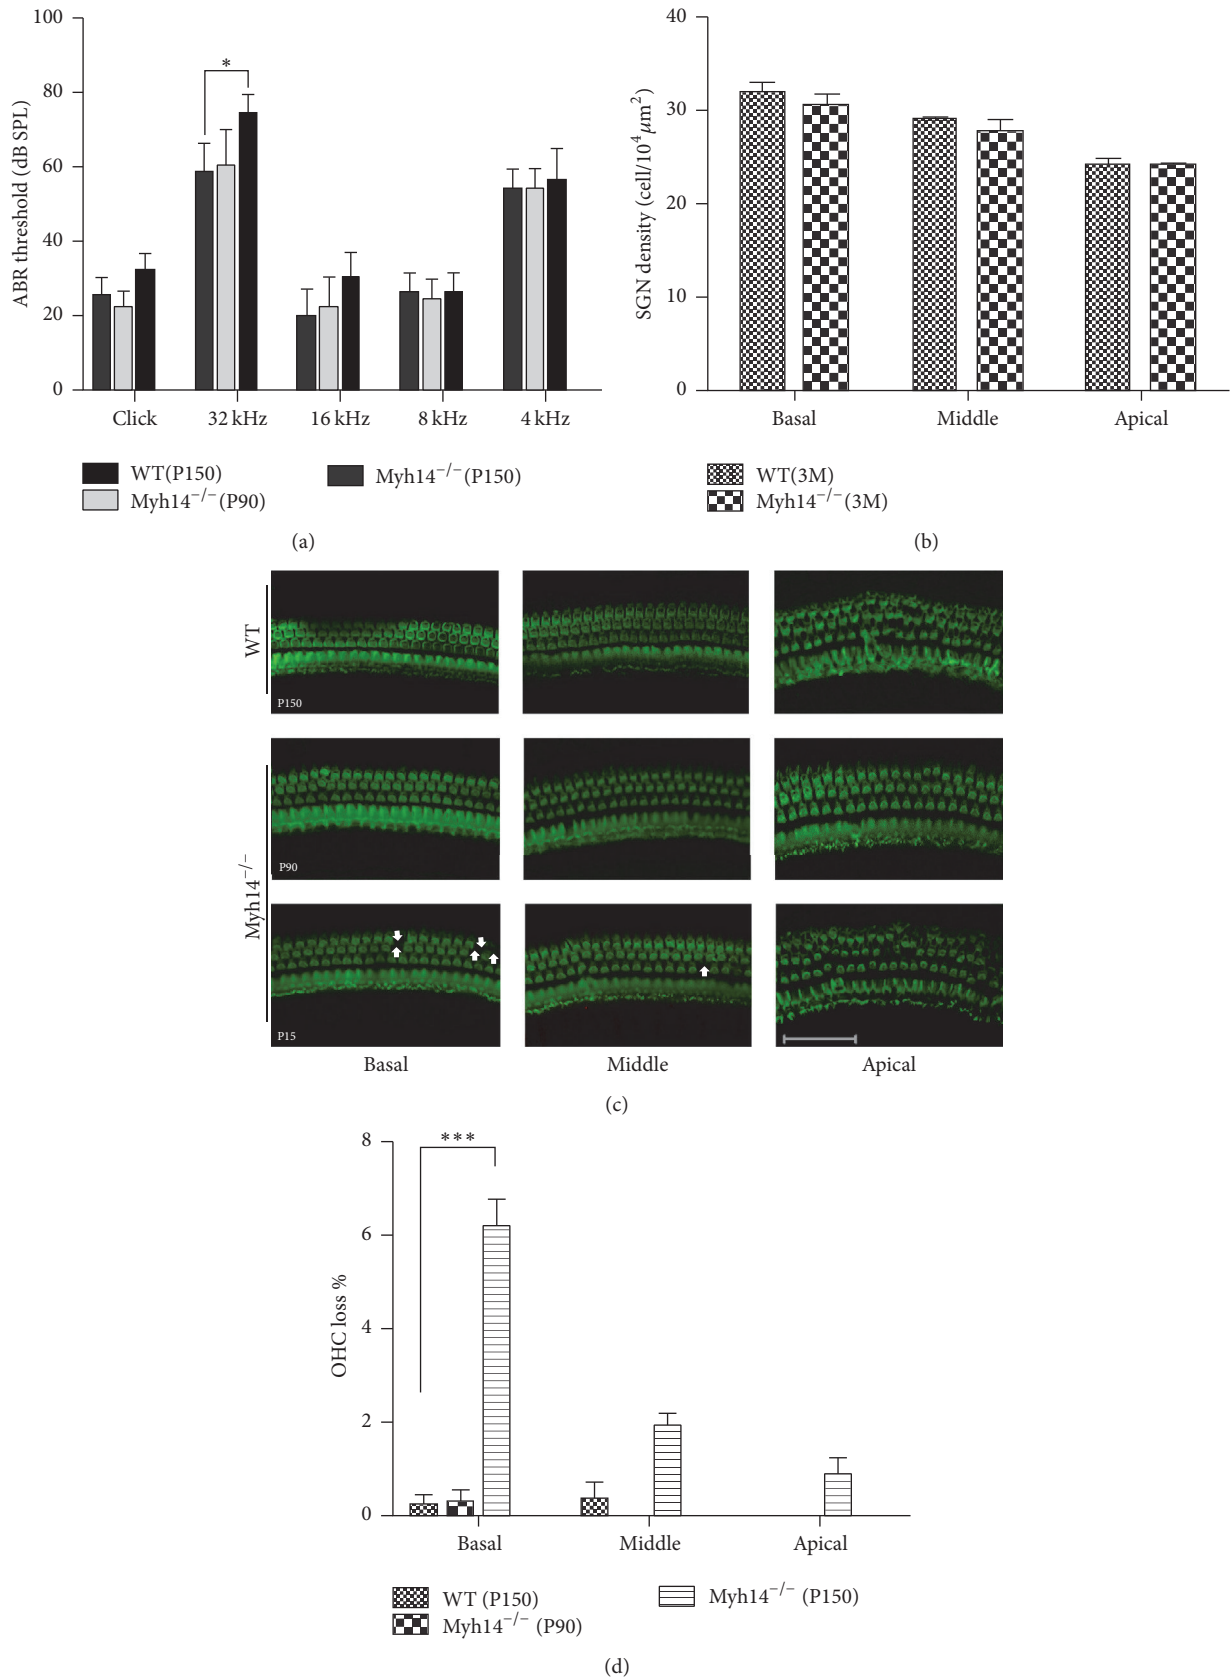 100
80
60
40
20
0
ABR threshold (dB SPL)
*
Click
32 kHz
16 kHz
8 kHz
4 kHz
WT(P150)
Myh14−/−(P90)
Myh14−/−(P150)
(a)
40
30
20
10
0
SGN density (cell/10⁴ μm²)
Basal
Middle
Apical
WT(3M)
Myh14−/−(3M)
(b)
WT
P150
Myh14−/−
P90
P15
Basal
Middle
Apical
(c)
8
6
4
2
0
OHC loss %
***
Basal
Middle
Apical
WT (P150)
Myh14−/− (P90)
Myh14−/− (P150)
(d)